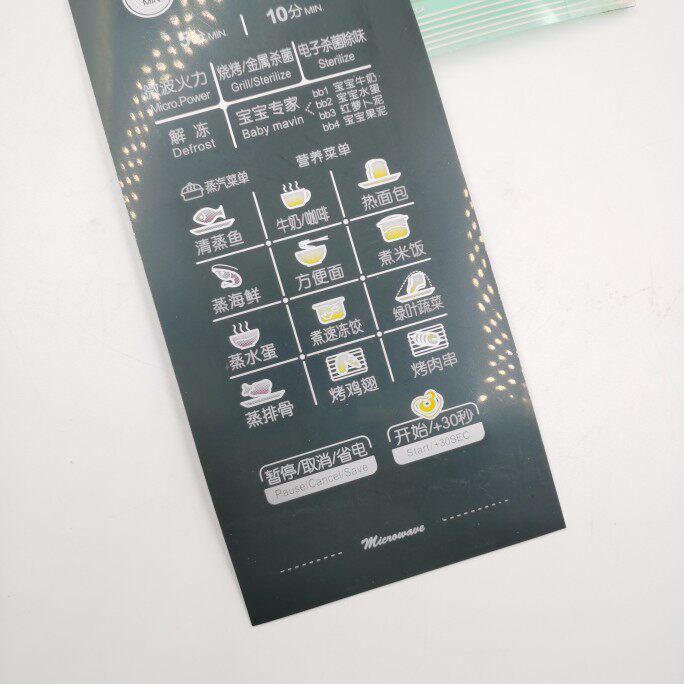 MIN
MIN.
10分MIN.
微波火力
Micro.Power
烧烤/金属杀菌
Grill/Sterilize
电子杀菌除味
Sterilize
解 冻
Defrost
宝宝专家
Baby mavin
bb1 宝宝牛奶
bb2 宝宝水蛋
bb3 红萝卜泥
bb4 宝宝果泥
营养菜单
蒸汽菜单
清蒸鱼
牛奶/咖啡
热面包
蒸海鲜
方便面
煮米饭
蒸水蛋
煮速冻饺
绿叶蔬菜
蒸排骨
烤鸡翅
烤肉串
暂停/取消/省电
Pause/Cancel/Save
开始/+30秒
Start/+30SEC.
Microwave